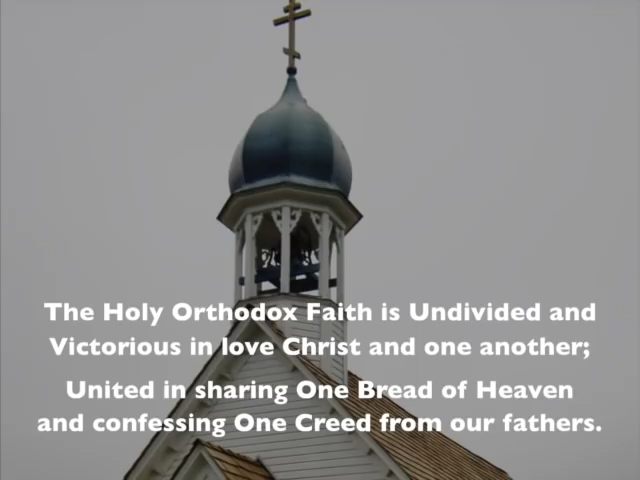 The Holy Orthodox Faith is Undivided and
Victorious in love Christ and one another;
United in sharing One Bread of Heaven
and confessing One Creed from our fathers.